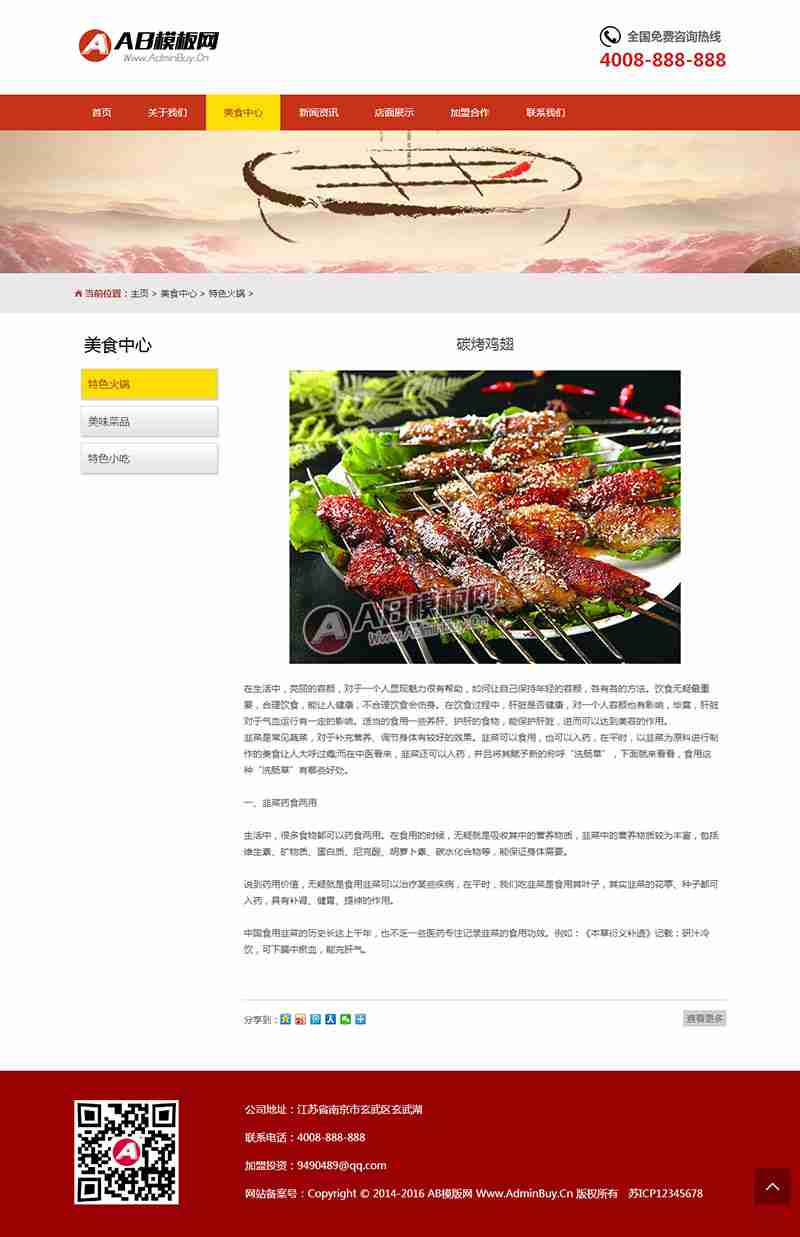 AB模板网
Www.AdminBuy.Cn
全国免费咨询热线
4008-888-888
首页
关于我们
美食中心
新闻资讯
店面展示
加盟合作
联系我们
当前位置：主页 > 美食中心 > 特色火锅 >
美食中心
特色火锅
美味菜品
特色小吃
碳烤鸡翅
AB模板网
Www.AdminBuy.Cn
在生活中，亮丽的容颜，对于一个人显现魅力很有帮助，如何让自己保持年轻的容颜，各有各的方法。饮食无疑最重
要，合理饮食，能让人健康，不合理饮食会伤身。在饮食过程中，肝脏是否健康，对一个人容颜也有影响，毕竟，肝脏
对于气血运行有一定的影响。适当的食用一些养肝、护肝的食物，能保护肝脏，进而可以达到美容的作用。
韭菜是常见蔬菜，对于补充营养、调节身体有较好的效果。韭菜可以食用，也可以入药，在平时，以韭菜为原料进行制
作的美食让人大呼过瘾;而在中医看来，韭菜还可以入药，并且将其赋予新的称呼“洗肠草”，下面就来看看，食用这
种“洗肠草”有哪些好处。
一、韭菜药食两用
生活中，很多食物都可以药食两用。在食用的时候，无疑就是吸收其中的营养物质，韭菜中的营养物质较为丰富，包括
维生素、矿物质、蛋白质、尼克酸、胡萝卜素、碳水化合物等，能保证身体需要。
说到药用价值，无疑就是食用韭菜可以治疗某些疾病，在平时，我们吃韭菜是食用其叶子，其实韭菜的花葶、种子都可
入药，具有补肾、健胃、提神的作用。
中国食用韭菜的历史长达上千年，也不乏一些医药专注记录韭菜的食用功效。例如：《本草衍义补遗》记载：研汁冷
饮，可下膈中瘀血，能充肝气。
分享到：
查看更多
公司地址：江苏省南京市玄武区玄武湖
联系电话：4008-888-888
加盟投资：9490489@qq.com
网站备案号：Copyright © 2014-2016 AB模版网 Www.AdminBuy.Cn 版权所有 苏ICP12345678